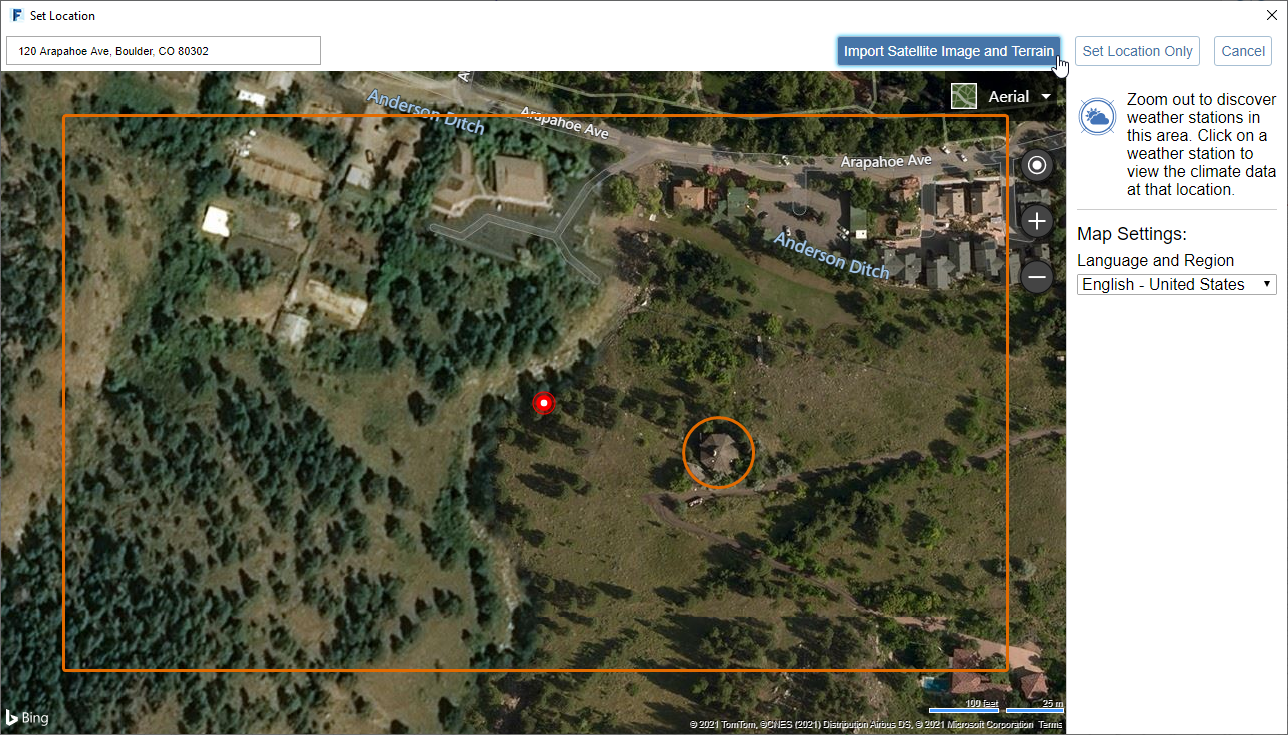 F Set Location
120 Arapahoe Ave, Boulder, CO 80302
Import Satellite Image and Terrain
Set Location Only
Cancel
Aerial
Anderson Ditch
Arapahoe Ave
Arapahoe Ave
Anderson Ditch
Zoom out to discover
weather stations in
this area. Click on a
weather station to
view the climate data
at that location.
Map Settings:
Language and Region
English - United States
Bing
100 feet
25 m
© 2021 TomTom, ©CNES (2021) Distribution Airbus DS, © 2021 Microsoft Corporation Terms